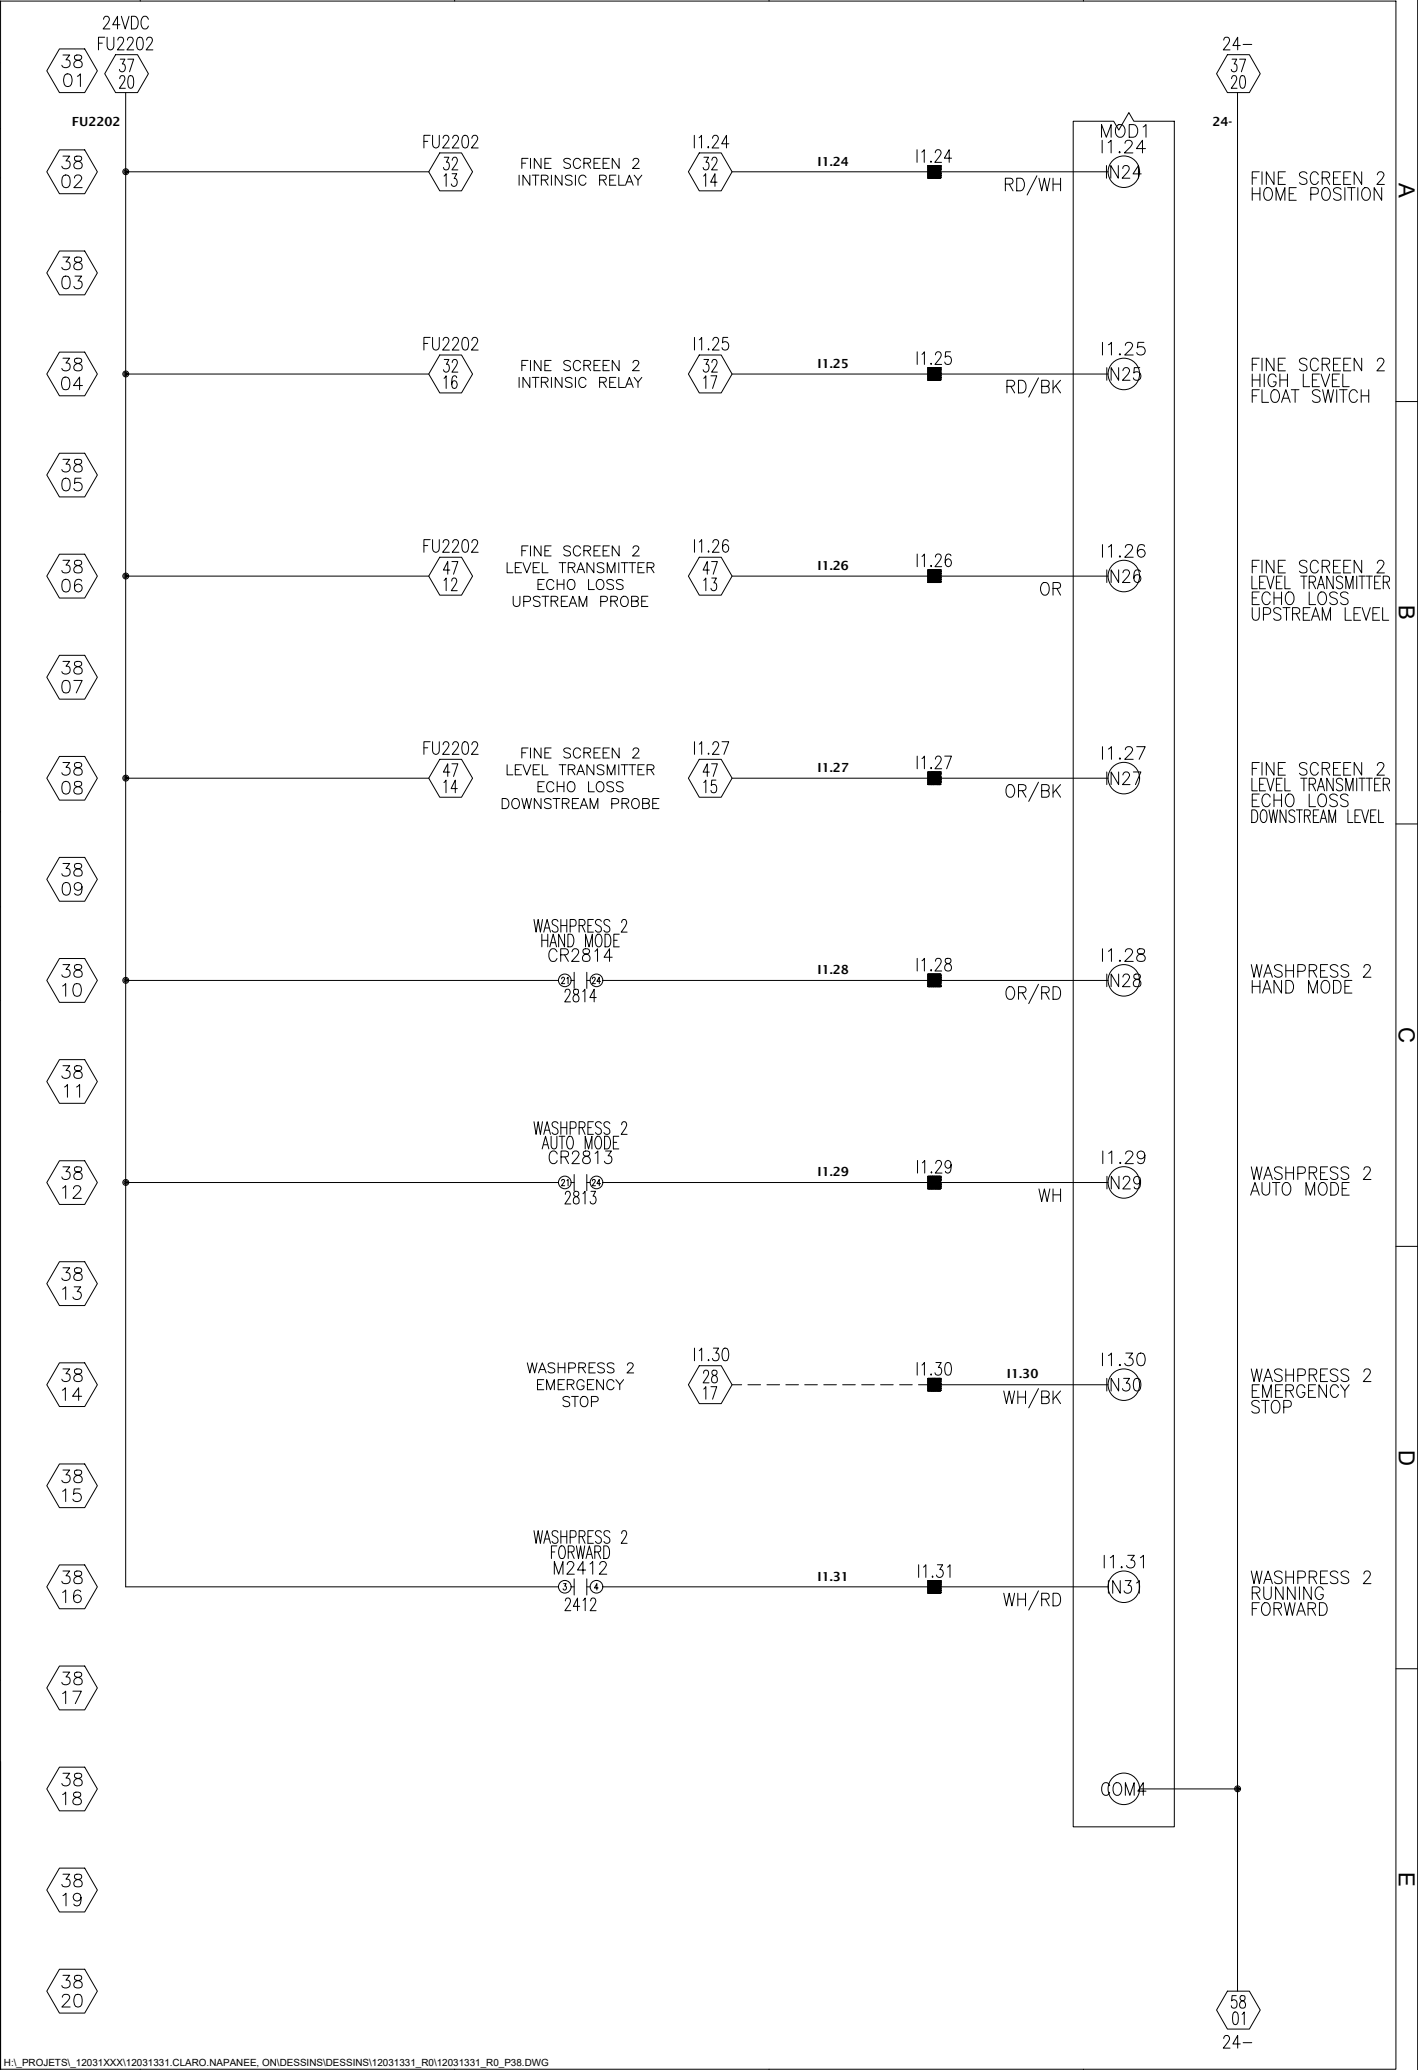 24VDC
FU2202
38
01
37
20
24-
37
20
FU2202
24-
MOD1
38
02
FU2202
32
13
FINE SCREEN 2
INTRINSIC RELAY
I1.24
32
14
I1.24
I1.24
RD/WH
I1.24
IN24
FINE SCREEN 2
HOME POSITION
A
38
03
38
04
FU2202
32
16
FINE SCREEN 2
INTRINSIC RELAY
I1.25
32
17
I1.25
I1.25
RD/BK
I1.25
IN25
FINE SCREEN 2
HIGH LEVEL
FLOAT SWITCH
38
05
38
06
FU2202
47
12
FINE SCREEN 2
LEVEL TRANSMITTER
ECHO LOSS
UPSTREAM PROBE
I1.26
47
13
I1.26
I1.26
OR
I1.26
IN26
FINE SCREEN 2
LEVEL TRANSMITTER
ECHO LOSS
UPSTREAM LEVEL
B
38
07
38
08
FU2202
47
14
FINE SCREEN 2
LEVEL TRANSMITTER
ECHO LOSS
DOWNSTREAM PROBE
I1.27
47
15
I1.27
I1.27
OR/BK
I1.27
IN27
FINE SCREEN 2
LEVEL TRANSMITTER
ECHO LOSS
DOWNSTREAM LEVEL
38
09
38
10
WASHPRESS 2
HAND MODE
CR2814
21 24
2814
I1.28
I1.28
OR/RD
I1.28
IN28
WASHPRESS 2
HAND MODE
C
38
11
38
12
WASHPRESS 2
AUTO MODE
CR2813
21 24
2813
I1.29
I1.29
WH
I1.29
IN29
WASHPRESS 2
AUTO MODE
38
13
38
14
WASHPRESS 2
EMERGENCY
STOP
I1.30
28
17
I1.30
I1.30
WH/BK
I1.30
IN30
WASHPRESS 2
EMERGENCY
STOP
D
38
15
38
16
WASHPRESS 2
FORWARD
M2412
3 4
2412
I1.31
I1.31
WH/RD
I1.31
IN31
WASHPRESS 2
RUNNING
FORWARD
38
17
38
18
COM4
38
19
E
38
20
58
01
24-
H:\_PROJETS\_12031XXX\12031331.CLARO.NAPANEE, ON\DESSINS\DESSINS\12031331_R0\12031331_R0_P38.DWG